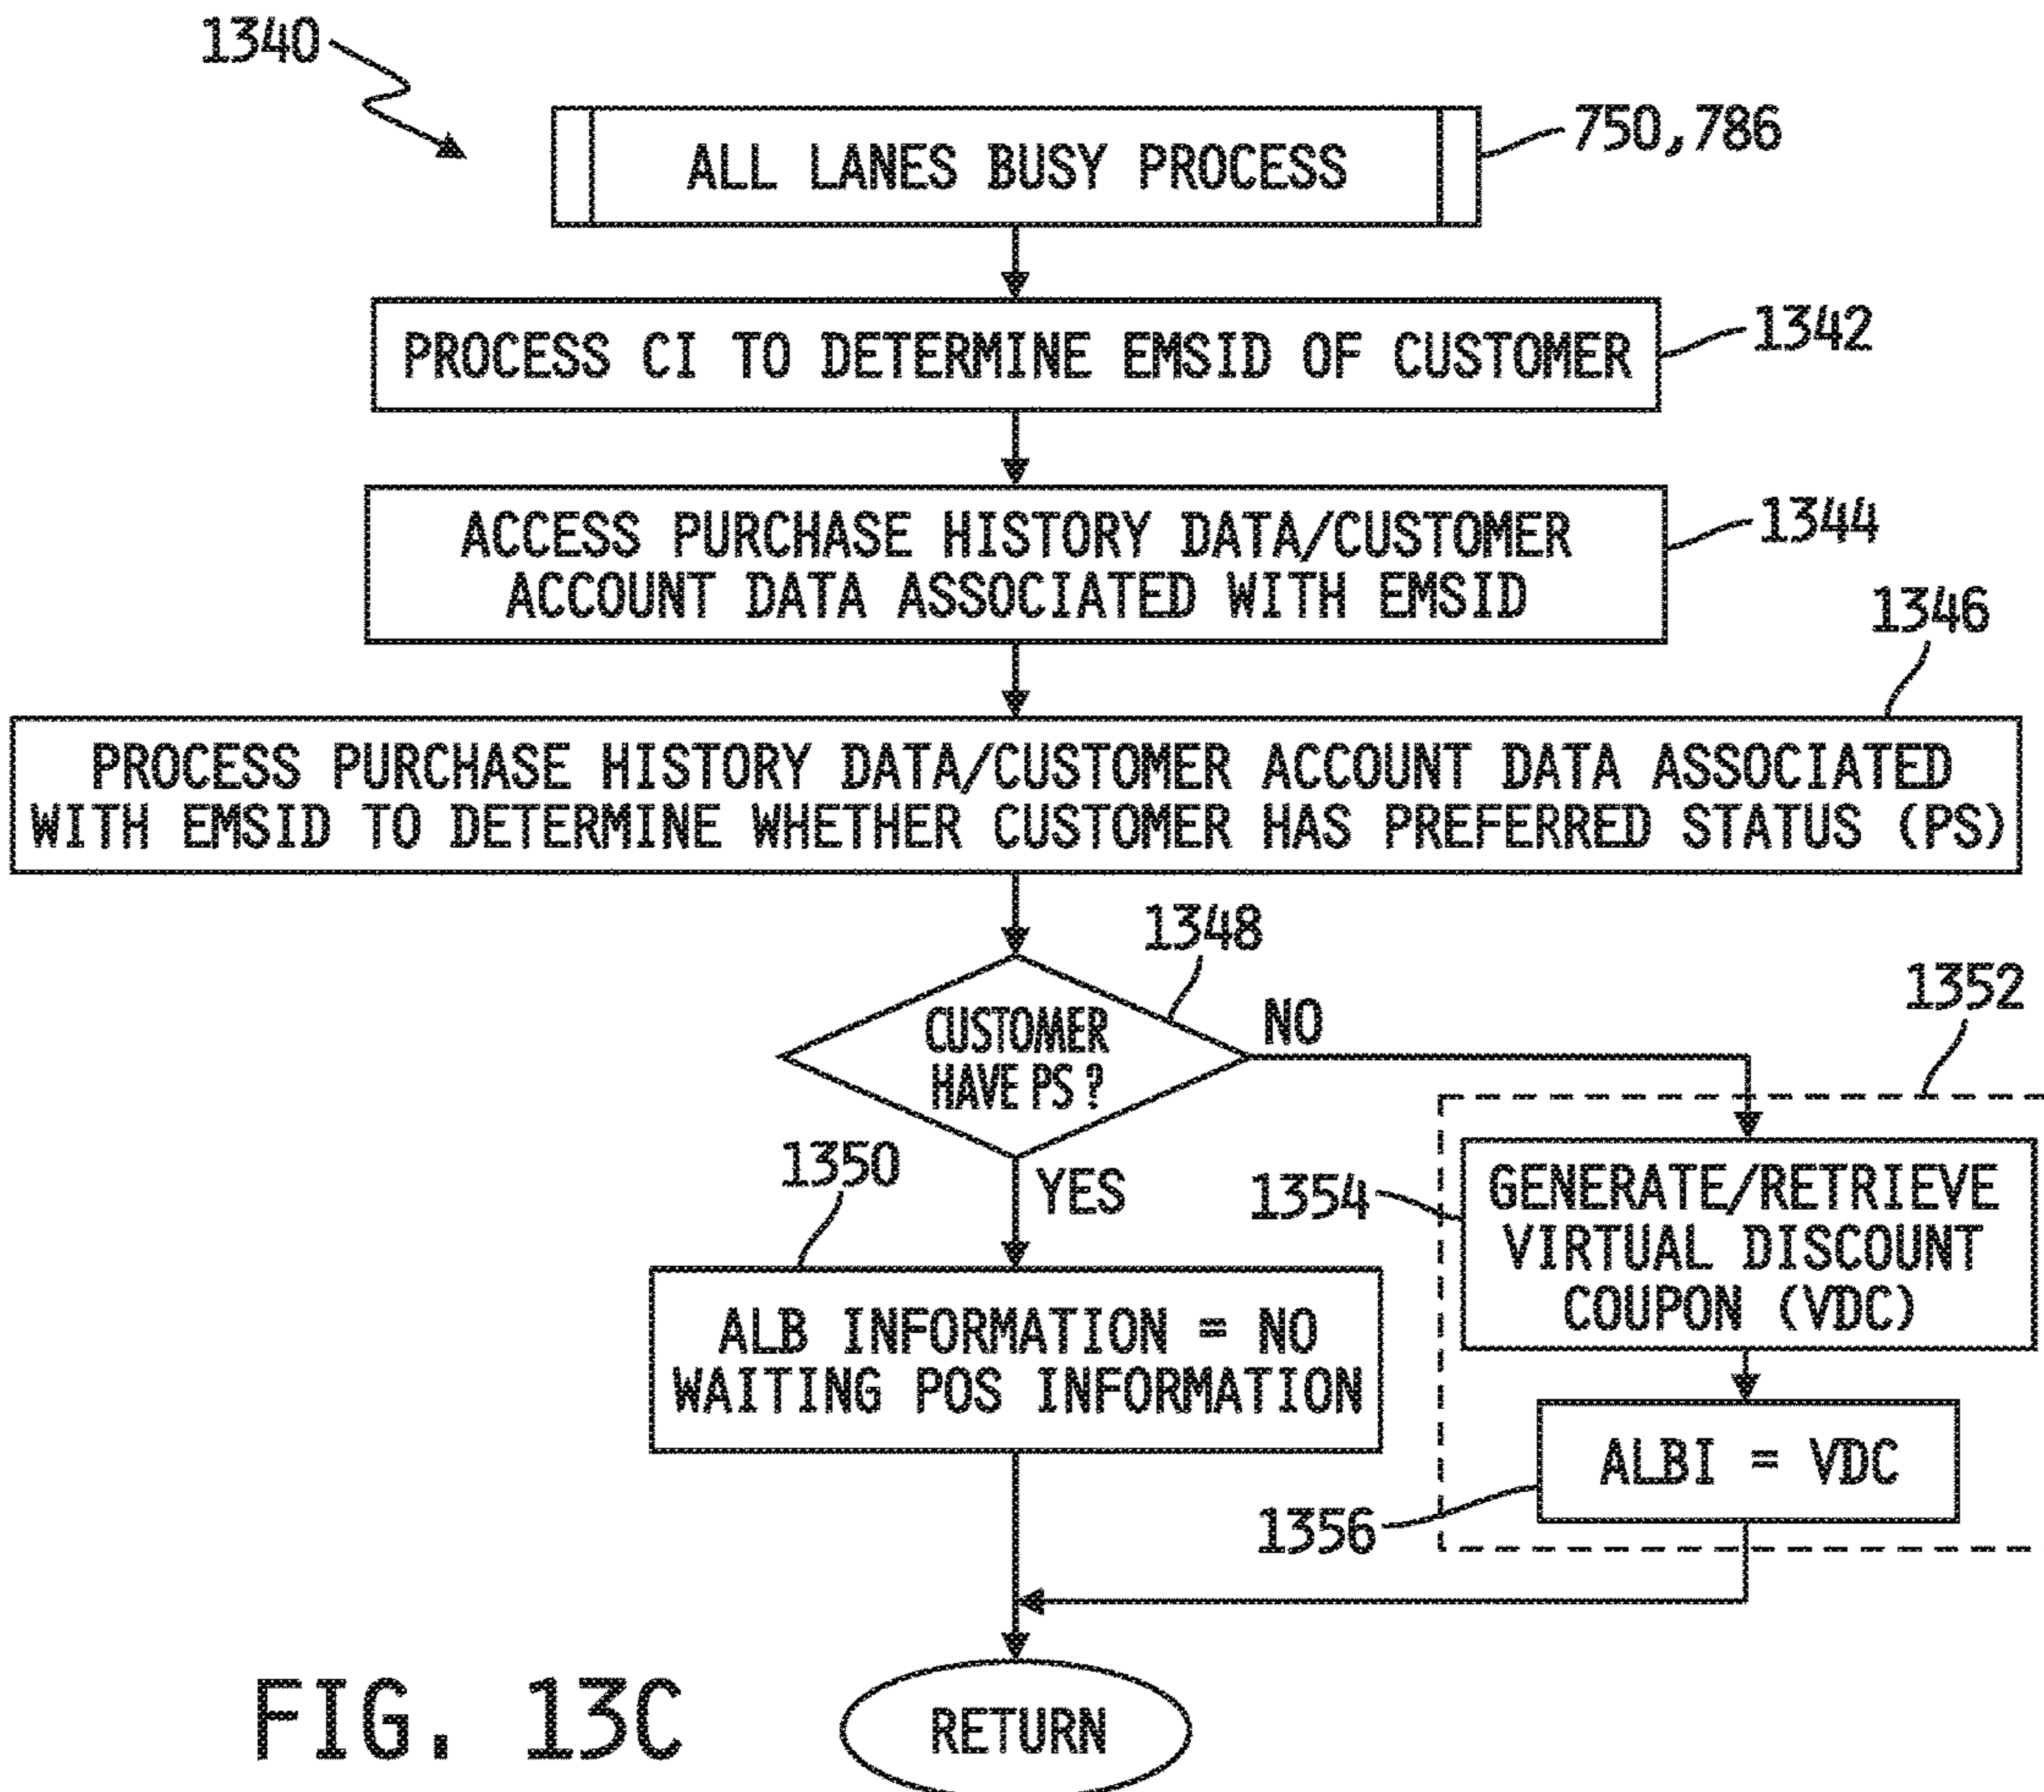 1340
ALL LANES BUSY PROCESS
750,786
PROCESS CI TO DETERMINE EMSID OF CUSTOMER
1342
ACCESS PURCHASE HISTORY DATA/CUSTOMER
ACCOUNT DATA ASSOCIATED WITH EMSID
1344
1346
PROCESS PURCHASE HISTORY DATA/CUSTOMER ACCOUNT DATA ASSOCIATED
WITH EMSID TO DETERMINE WHETHER CUSTOMER HAS PREFERRED STATUS (PS)
1348
CUSTOMER
HAVE PS ?
NO
1352
YES
1350
ALB INFORMATION = NO
WAITING POS INFORMATION
1354
GENERATE/RETRIEVE
VIRTUAL DISCOUNT
COUPON (VDC)
ALBI = VDC
1356
RETURN
FIG. 13C